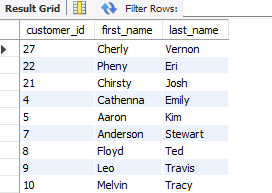 Result Grid Filter Rows:
customer_id first_name last_name
27 Cherly Vernon
22 Pheny Eri
21 Chirsty Josh
4 Cathenna Emily
5 Aaron Kim
7 Anderson Stewart
8 Floyd Ted
9 Leo Travis
10 Melvin Tracy